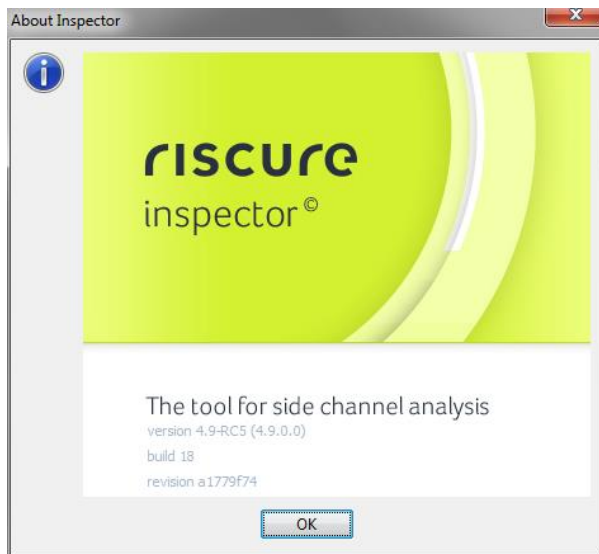 About Inspector
riscure
inspector©
The tool for side channel analysis
version 4.9-RC5 (4.9.0.0)
build 18
revision a1779f74
OK